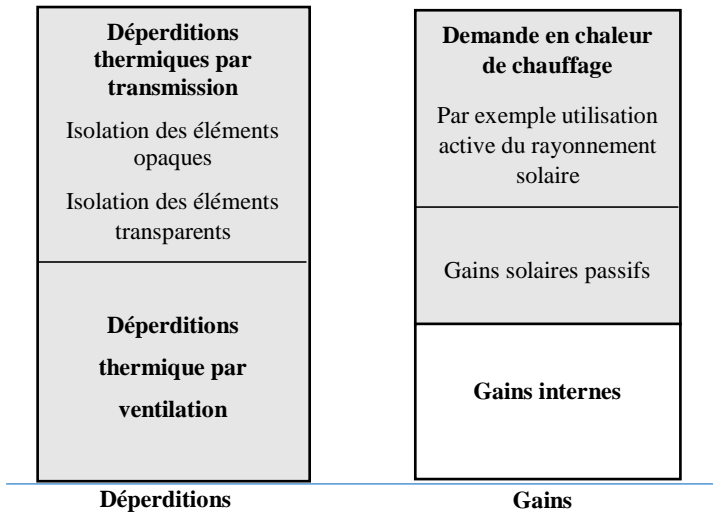 Déperditions
thermiques par
transmission
Isolation des éléments
opaques
Isolation des éléments
transparents
Déperditions
thermique par
ventilation
Déperditions
Demande en chaleur
de chauffage
Par exemple utilisation
active du rayonnement
solaire
Gains solaires passifs
Gains internes
Gains